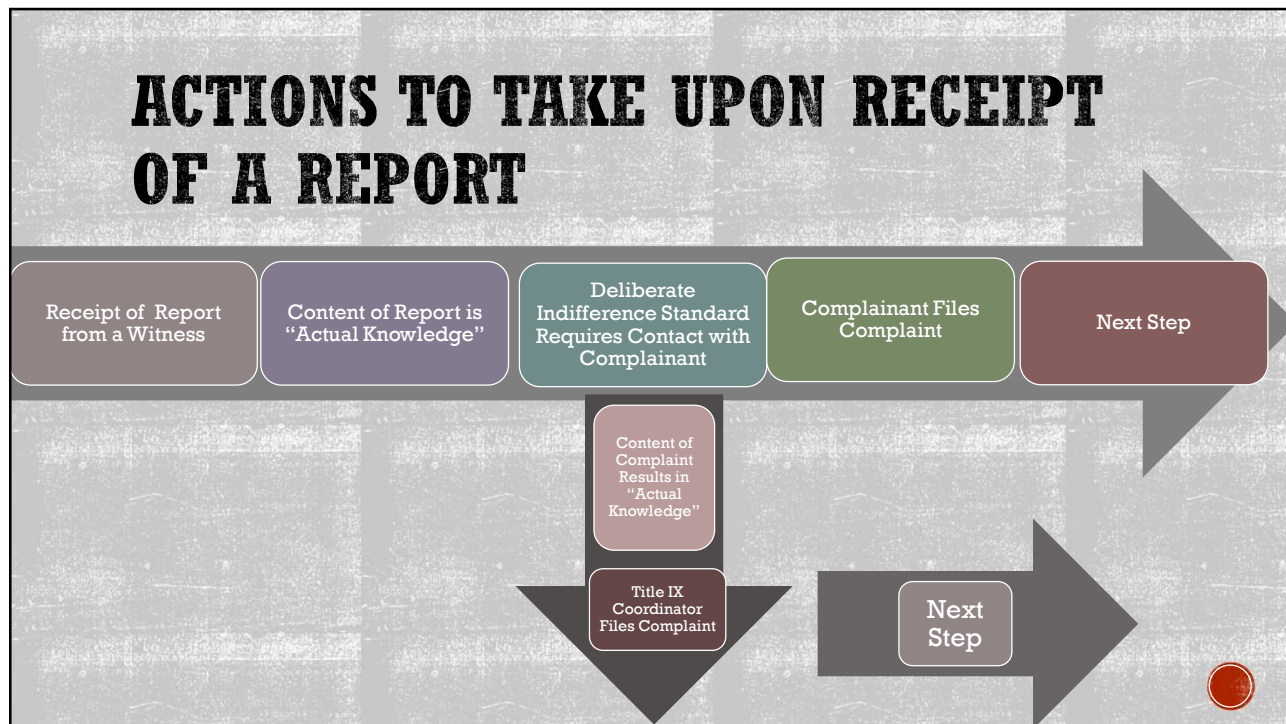 ACTIONS TO TAKE UPON RECEIPT
OF A REPORT
Receipt of Report
from a Witness
Content of Report is
“Actual Knowledge”
Deliberate
Indifference Standard
Requires Contact with
Complainant
Complainant Files
Complaint
Next Step
Content of
Complaint
Results in
“Actual
Knowledge”
Title IX
Coordinator
Files Complaint
Next
Step